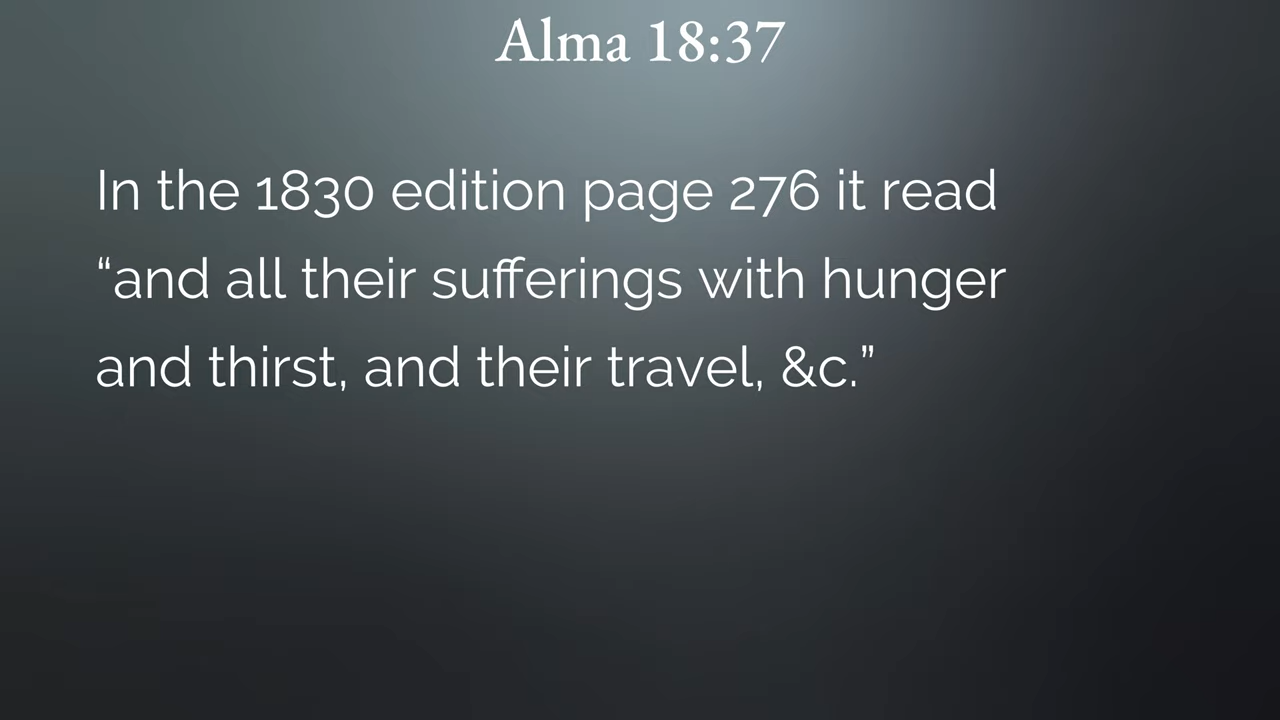 Alma 18:37
In the 1830 edition page 276 it read
“and all their sufferings with hunger
and thirst, and their travel, &c.”